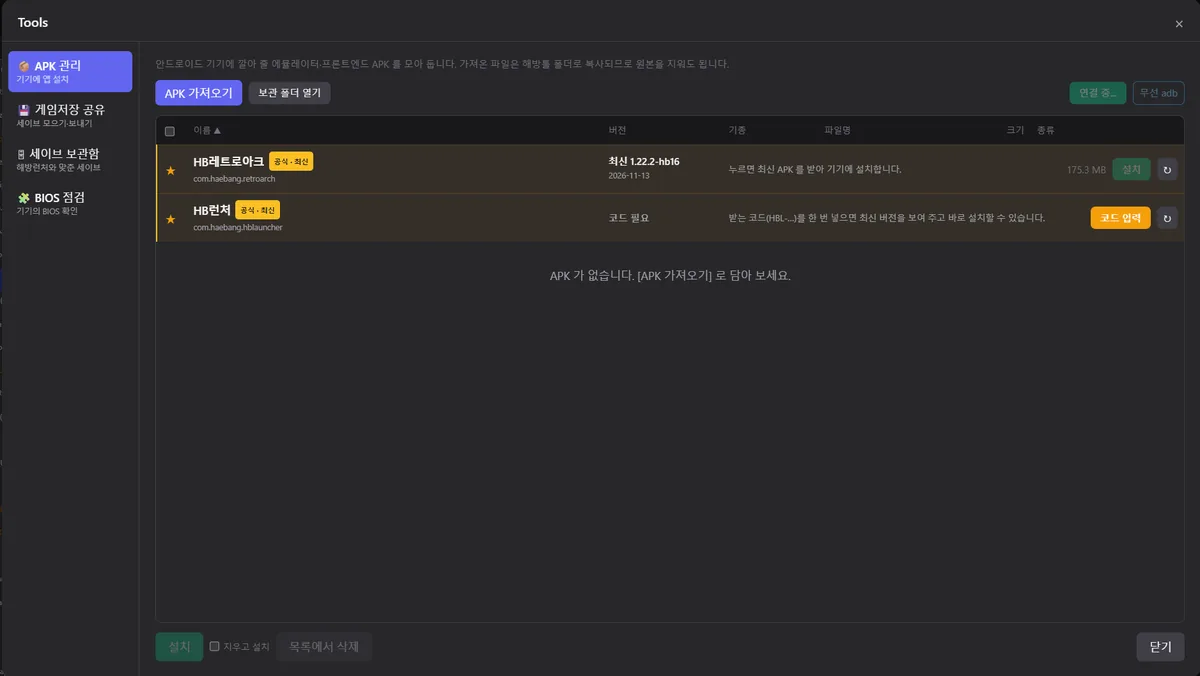 Tools
×
APK 관리
기기에 앱 설치
게임저장 공유
세이브 모으기·보내기
세이브 보관함
해방런처와 맞춘 세이브
BIOS 점검
기기의 BIOS 확인
안드로이드 기기에 깔아 줄 에뮬레이터·프론트엔드 APK 를 모아 둡니다. 가져온 파일은 해방툴 폴더로 복사되므로 원본을 지워도 됩니다.
APK 가져오기 보관 폴더 열기 연결 중... 무선 adb
이름 ▲ 버전 기종 파일명 크기 종류
★ HB레트로아크 공식·최신 최신 1.22.2-hb16 누르면 최신 APK 를 받아 기기에 설치합니다. 175.3 MB 설치 ↻
com.haebang.retroarch 2026-11-13
★ HB런처 공식·최신 코드 필요 받는 코드(HBL-...)를 한 번 넣으면 최신 버전을 보여 주고 바로 설치할 수 있습니다. 코드 입력 ↻
com.haebang.hblauncher
APK 가 없습니다. [APK 가져오기] 로 담아 보세요.
설치 지우고 설치 목록에서 삭제 닫기